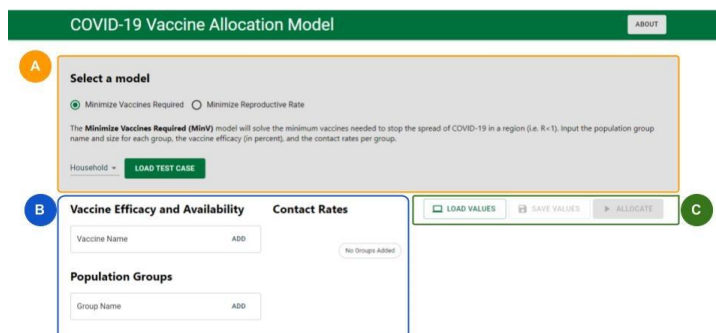 COVID-19 Vaccine Allocation Model
ABOUT
A
Select a model
Minimize Vaccines Required
Minimize Reproductive Rate
The Minimize Vaccines Required (MinV) model will solve the minimum vaccines needed to stop the spread of COVID-19 in a region (i.e. R<1). Input the population group
name and size for each group, the vaccine efficacy (in percent), and the contact rates per group.
Household
LOAD TEST CASE
B
Vaccine Efficacy and Availability
Vaccine Name
ADD
Population Groups
Group Name
ADD
Contact Rates
No Groups Added
LOAD VALUES
SAVE VALUES
ALLOCATE
C